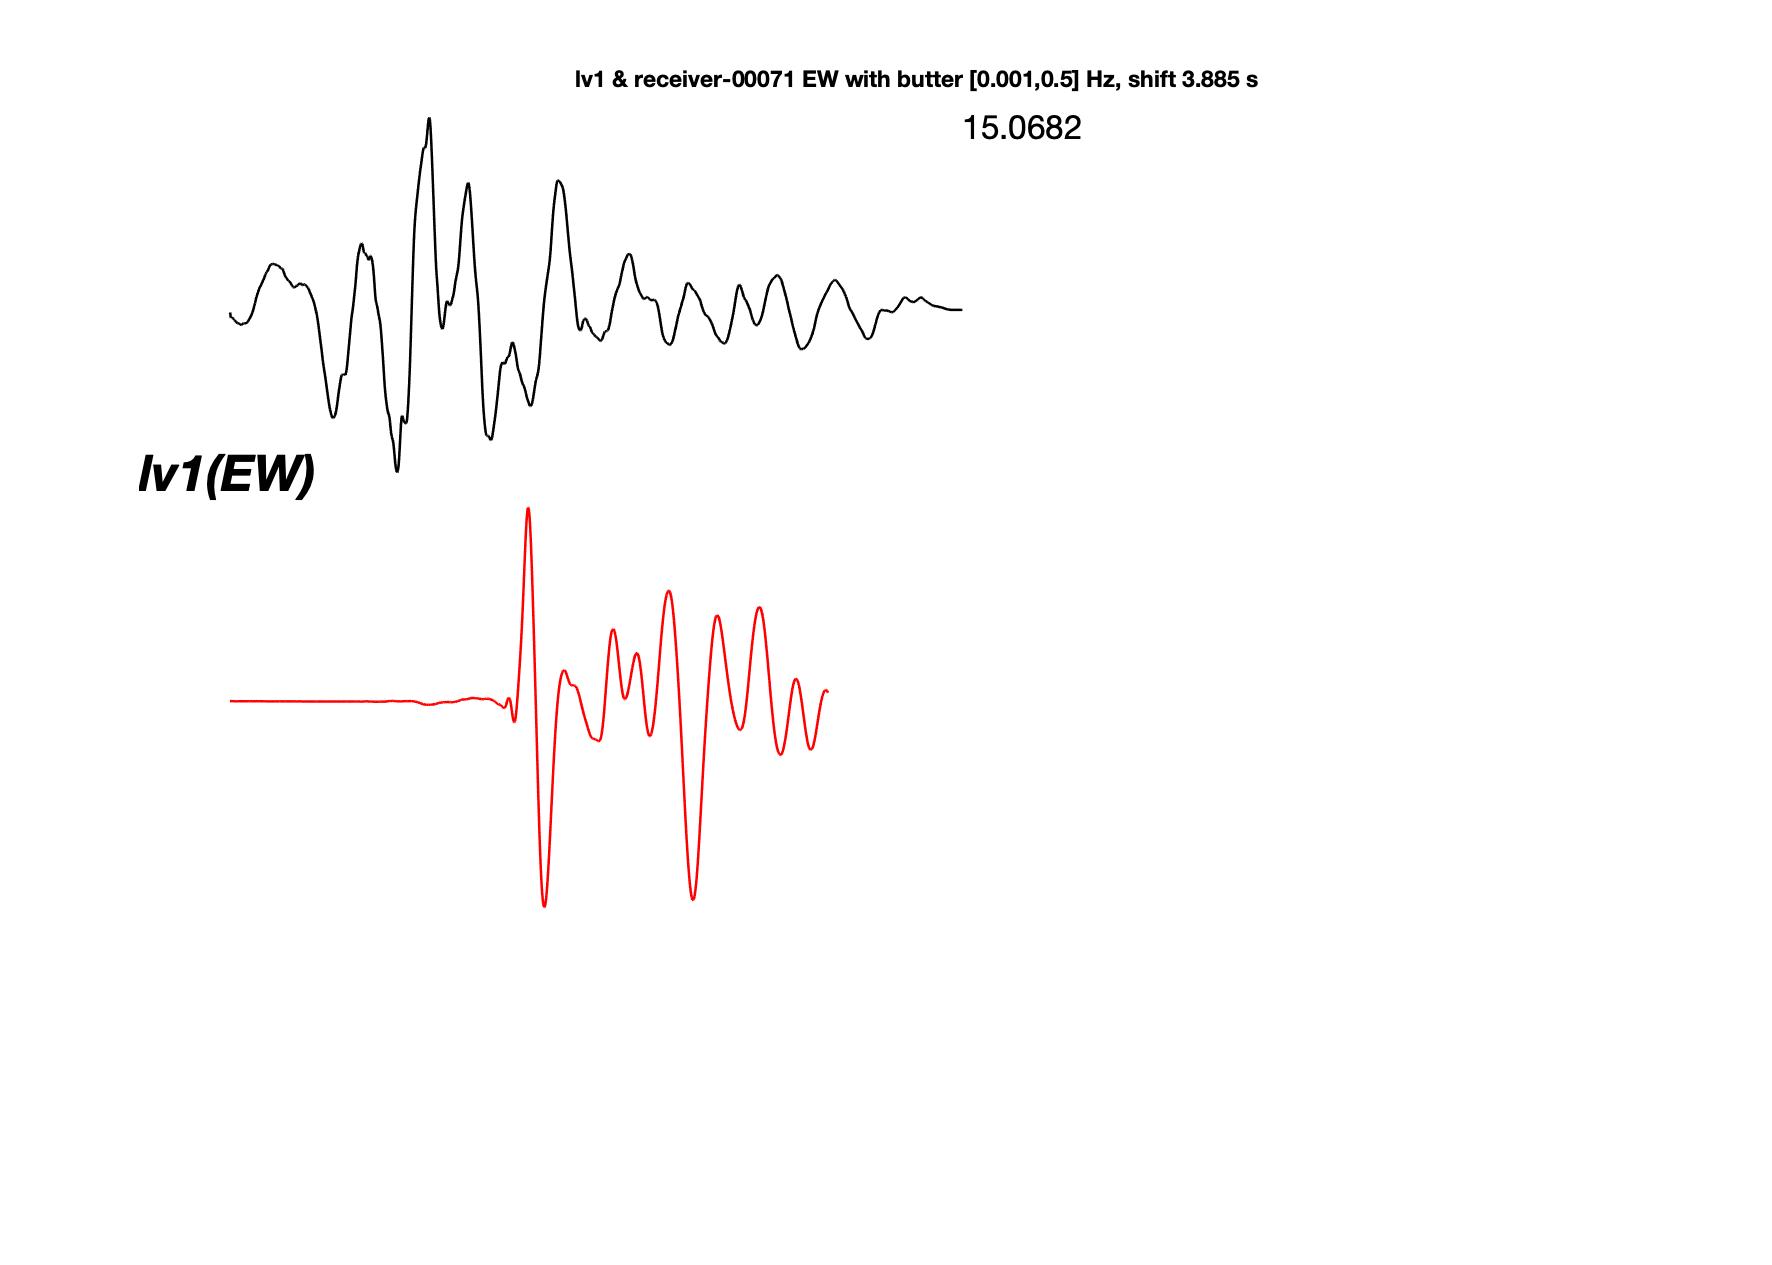 lv1 & receiver-00071 EW with butter [0.001,0.5] Hz, shift 3.885 s
15.0682
lv1(EW)